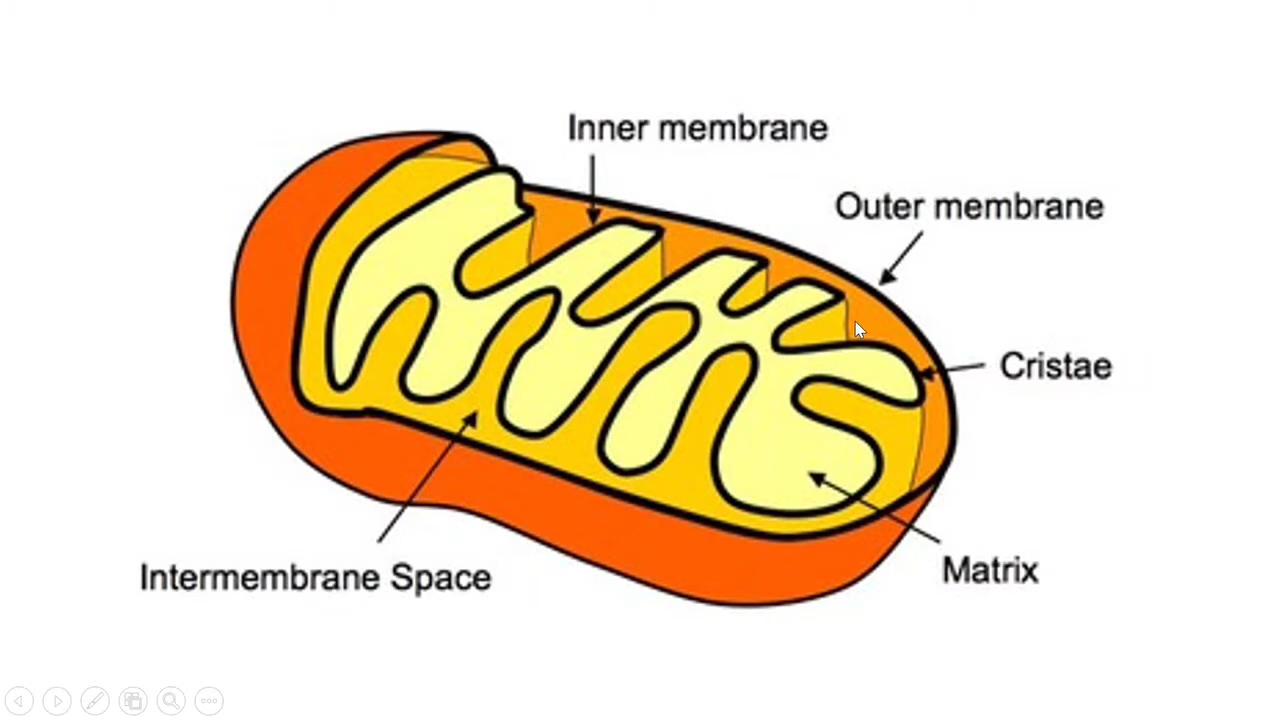 Inner membrane
Outer membrane
Cristae
Intermembrane Space
Matrix